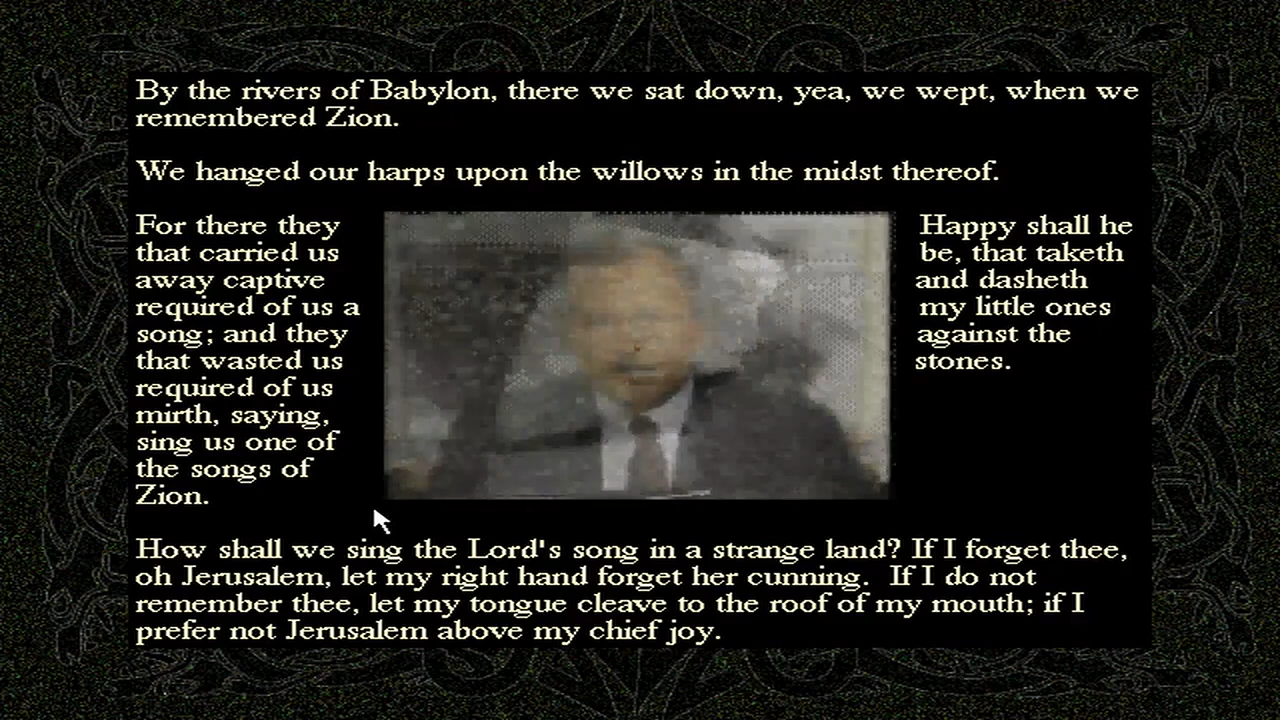 By the rivers of Babylon, there we sat down, yea, we wept, when we
remembered Zion.
We hanged our harps upon the willows in the midst thereof.
For there they
that carried us
away captive
required of us a
song; and they
that wasted us
required of us
mirth, saying,
sing us one of
the songs of
Zion.
Happy shall he
be, that taketh
and dasheth
my little ones
against the
stones.
How shall we sing the Lord's song in a strange land? If I forget thee,
oh Jerusalem, let my right hand forget her cunning.  If I do not
remember thee, let my tongue cleave to the roof of my mouth; if I
prefer not Jerusalem above my chief joy.